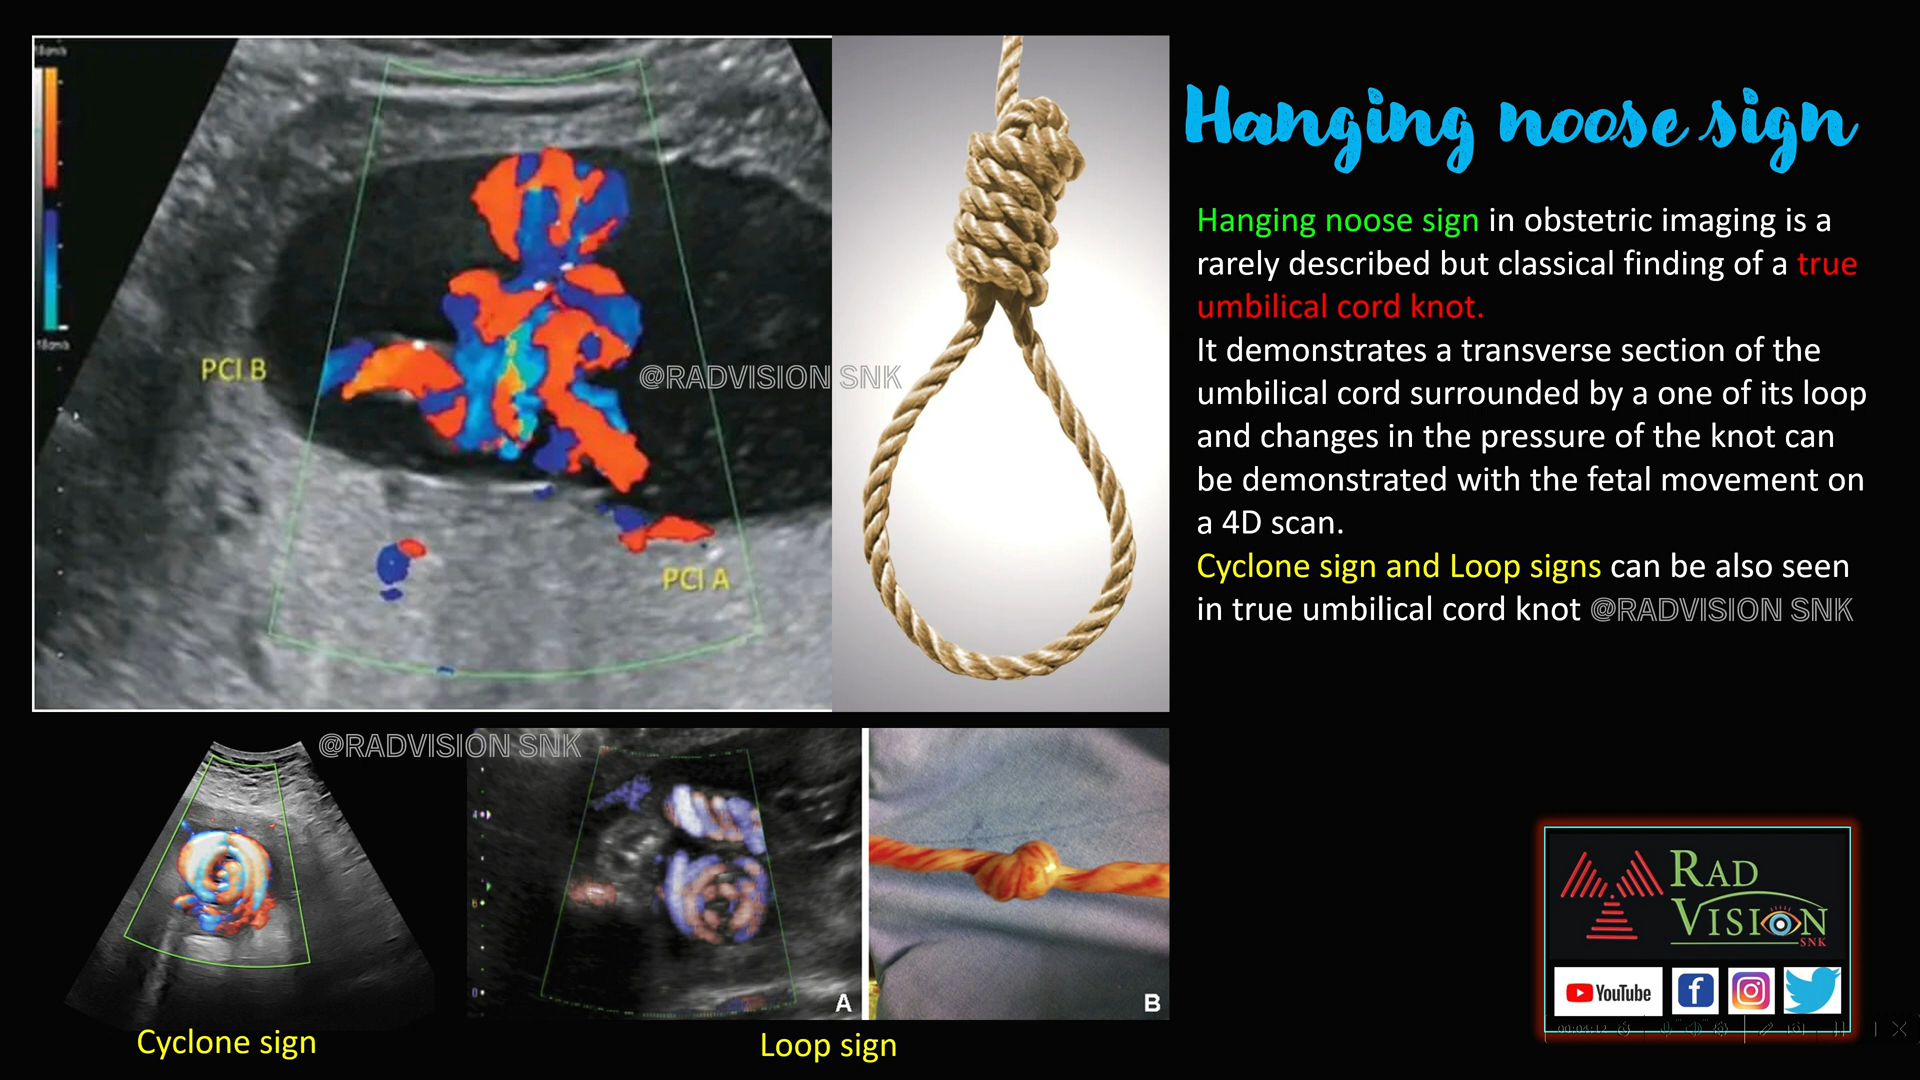 Hanging noose sign
Hanging noose sign in obstetric imaging is a
rarely described but classical finding of a true
umbilical cord knot.
It demonstrates a transverse section of the
umbilical cord surrounded by a one of its loop
and changes in the pressure of the knot can
be demonstrated with the fetal movement on
a 4D scan.
Cyclone sign and Loop signs can be also seen
in true umbilical cord knot @RADVISION SNK
PCI B
@RADVISION SNK
PCI A
@RADVISION SNK
A
B
Cyclone sign
Loop sign
RAD
VISION
SNK
YouTube